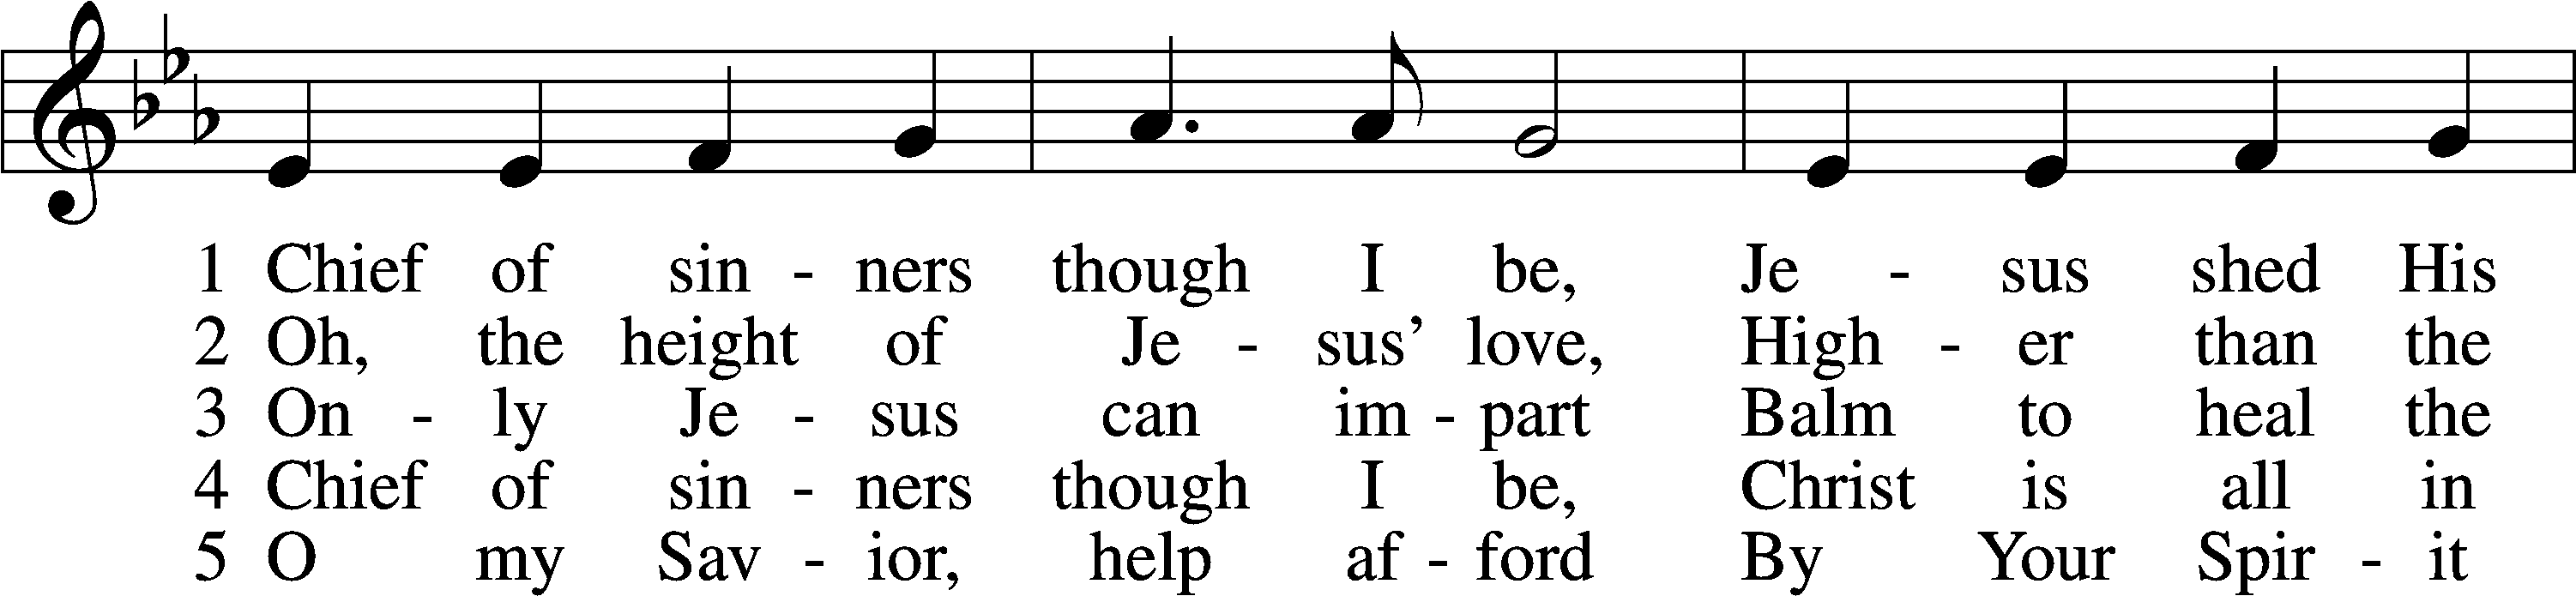 1 Chief of sin - ners though I be, Je - sus shed His
2 Oh, the height of Je - sus’ love, High - er than the
3 On - ly Je - sus can im - part Balm to heal the
4 Chief of sin - ners though I be, Christ is all in
5 O my Sav - ior, help af - ford By Your Spir - it